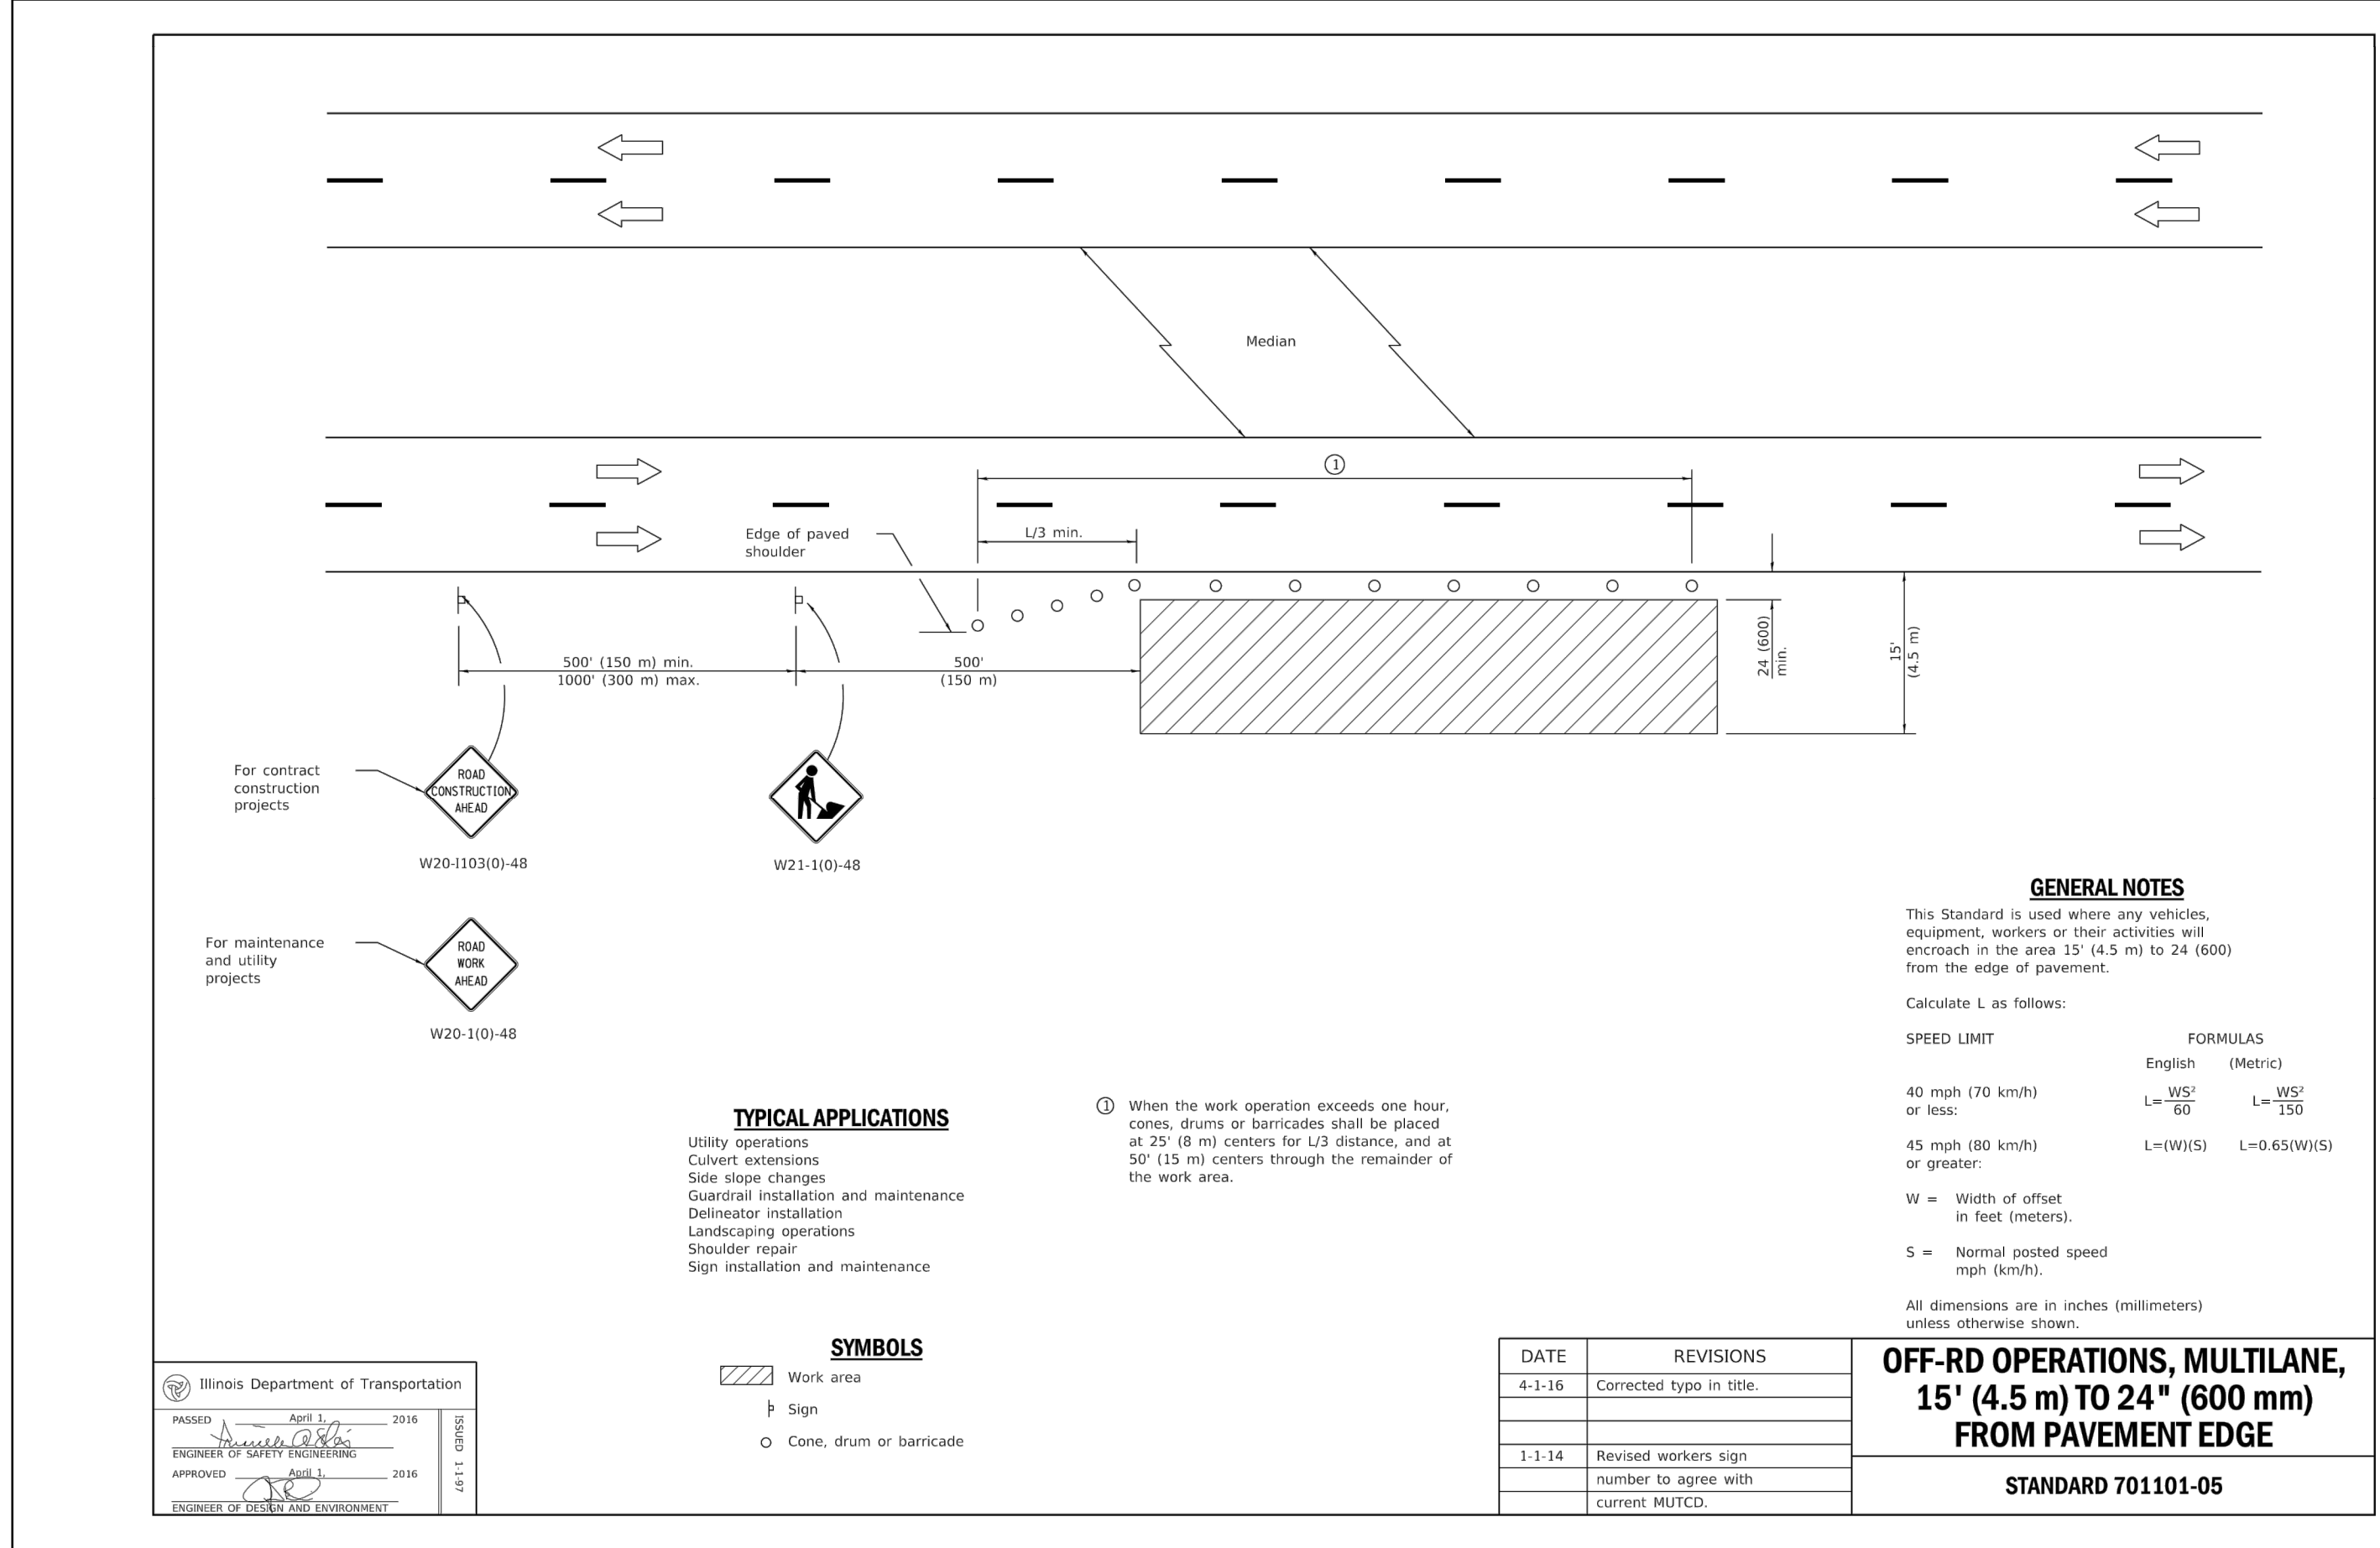 Median
1
L/3 min.
Edge of paved
shoulder
500' (150 m) min.
1000' (300 m) max.
500'
(150 m)
24 (600)
min.
15'
(4.5 m)
For contract
construction
projects
ROAD
CONSTRUCTION
AHEAD
W20-I103(0)-48
W21-1(0)-48
For maintenance
and utility
projects
ROAD
WORK
AHEAD
W20-1(0)-48
TYPICAL APPLICATIONS
Utility operations
Culvert extensions
Side slope changes
Guardrail installation and maintenance
Delineator installation
Landscaping operations
Shoulder repair
Sign installation and maintenance
1 When the work operation exceeds one hour,
cones, drums or barricades shall be placed
at 25' (8 m) centers for L/3 distance, and at
50' (15 m) centers through the remainder of
the work area.
SYMBOLS
Work area
Sign
Cone, drum or barricade
GENERAL NOTES
This Standard is used where any vehicles,
equipment, workers or their activities will
encroach in the area 15' (4.5 m) to 24 (600)
from the edge of pavement.
Calculate L as follows:
SPEED LIMIT FORMULAS
English (Metric)
40 mph (70 km/h)
or less:
L=WS²/60 L=WS²/150
45 mph (80 km/h) L=(W)(S) L=0.65(W)(S)
or greater:
W = Width of offset
in feet (meters).
S = Normal posted speed
mph (km/h).
All dimensions are in inches (millimeters)
unless otherwise shown.
Illinois Department of Transportation
PASSED April 1, 2016
ENGINEER OF SAFETY ENGINEERING
APPROVED April 1, 2016
ENGINEER OF DESIGN AND ENVIRONMENT
ISSUED 1-1-97
DATE REVISIONS
4-1-16 Corrected typo in title.
1-1-14 Revised workers sign
number to agree with
current MUTCD.
OFF-RD OPERATIONS, MULTILANE,
15' (4.5 m) TO 24" (600 mm)
FROM PAVEMENT EDGE
STANDARD 701101-05